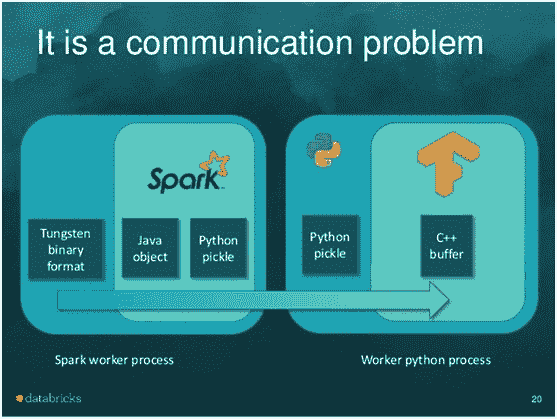 It is a communication problem
Spark
Tungsten
binary
format
Java
object
Python
pickle
Python
pickle
C++
buffer
Spark worker process
Worker python process
databricks
20